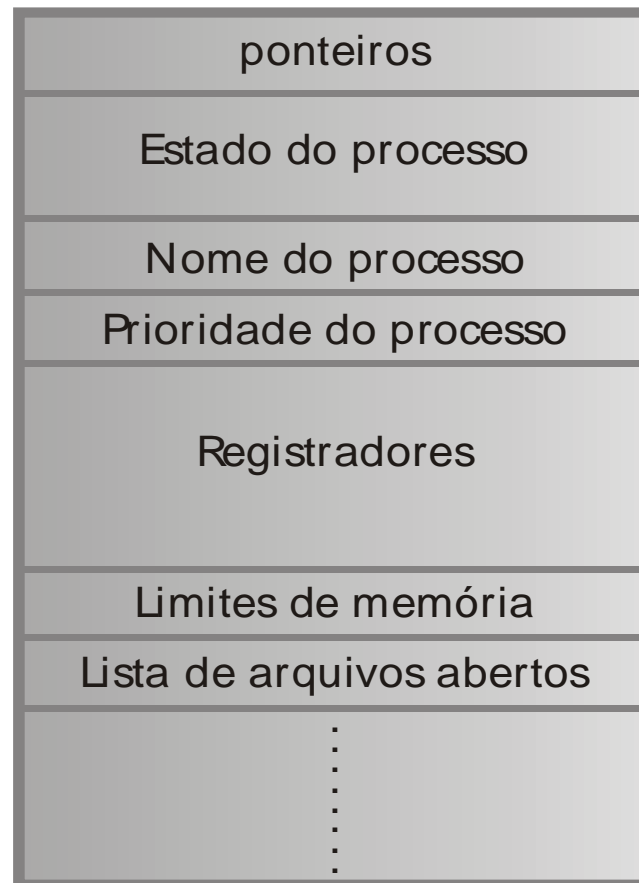 ponteiros
Estado do processo
Nome do processo
Prioridade do processo
Registradores
Limites de memória
Lista de arquivos abertos